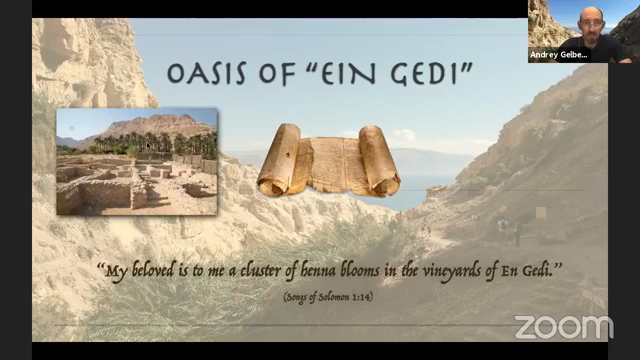 Andrey Gelbe...
OASIS OF "EIN GEDI"
"My beloved is to me a cluster of henna blooms in the vineyards of En Gedi."
(Songs of Solomon 1:14)
zoom